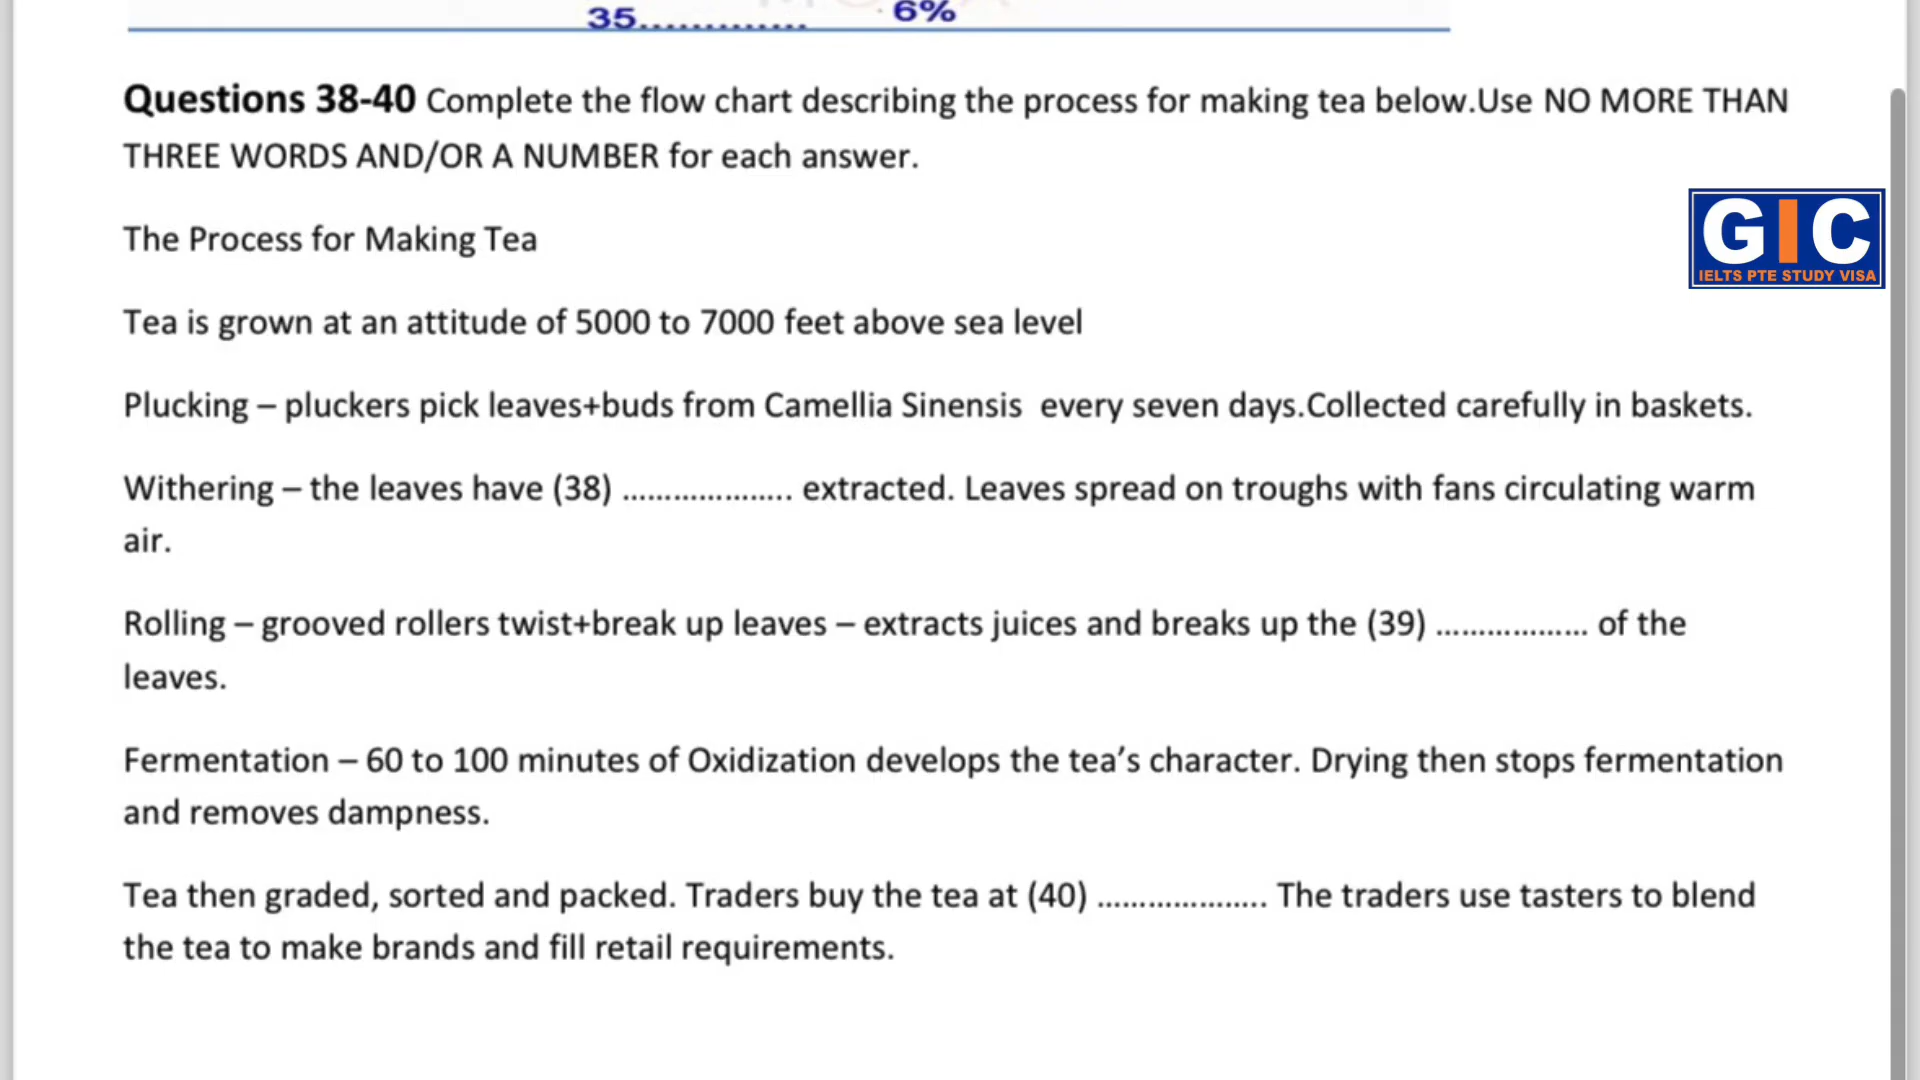 35.............. 6%
Questions 38-40 Complete the flow chart describing the process for making tea below.Use NO MORE THAN
THREE WORDS AND/OR A NUMBER for each answer.
GIC
IELTS PTE STUDY VISA
The Process for Making Tea
Tea is grown at an attitude of 5000 to 7000 feet above sea level
Plucking – pluckers pick leaves+buds from Camellia Sinensis  every seven days.Collected carefully in baskets.
Withering – the leaves have (38) .................... extracted. Leaves spread on troughs with fans circulating warm
air.
Rolling – grooved rollers twist+break up leaves – extracts juices and breaks up the (39) .................. of the
leaves.
Fermentation – 60 to 100 minutes of Oxidization develops the tea’s character. Drying then stops fermentation
and removes dampness.
Tea then graded, sorted and packed. Traders buy the tea at (40) .................... The traders use tasters to blend
the tea to make brands and fill retail requirements.